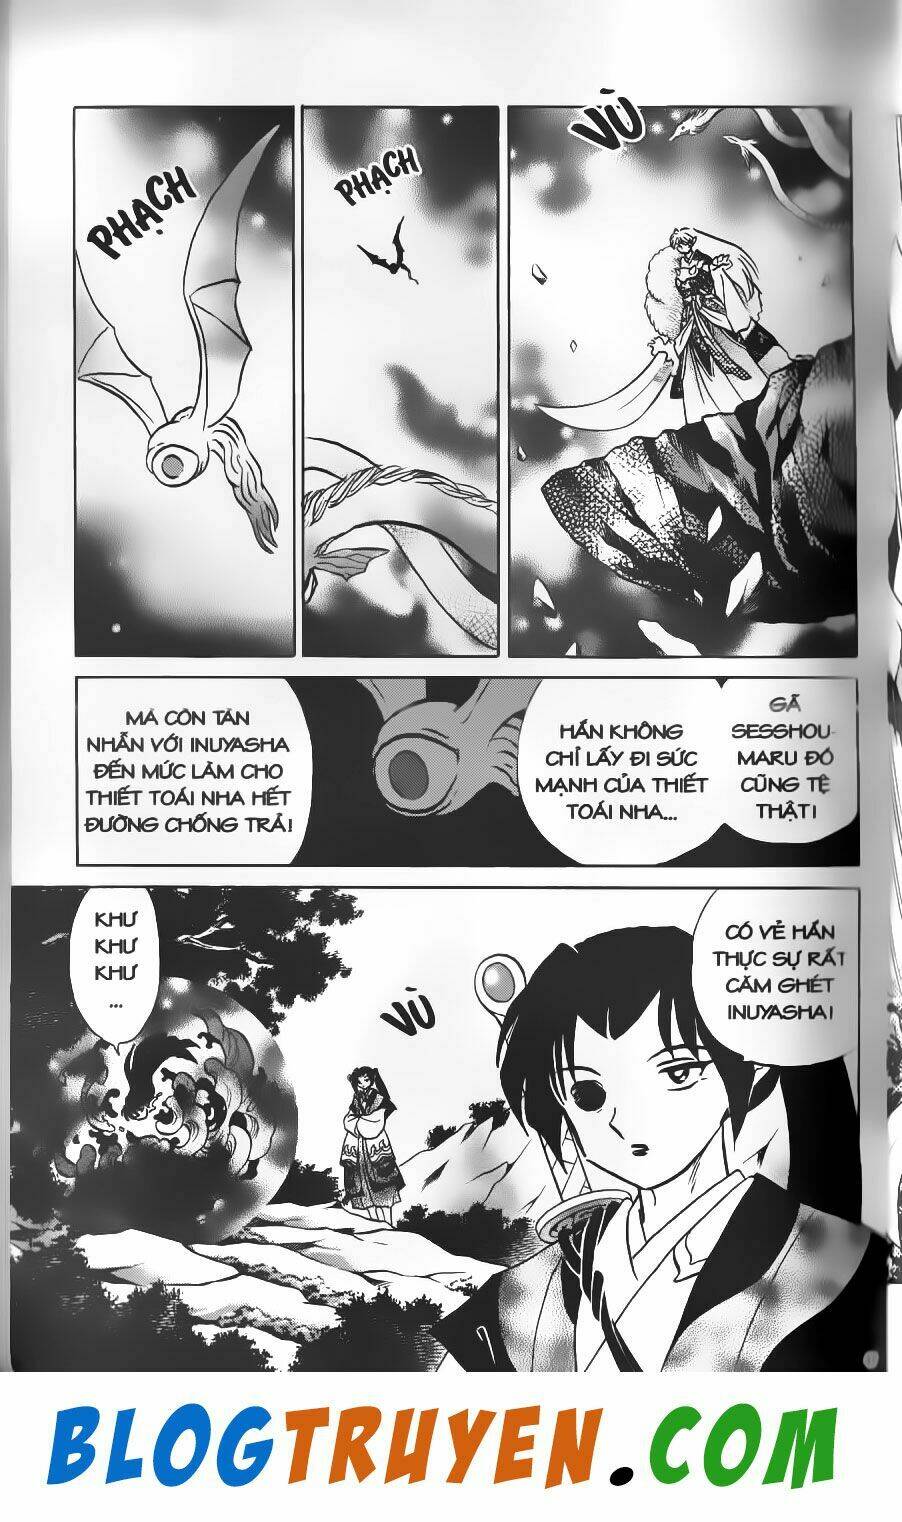 VÙ
PHẠCH
PHẠCH
GÃ
SESSHOU-
MARU ĐÓ
CŨNG TỆ
THẬT!
HẮN KHÔNG
CHỈ LẤY ĐI SỨC
MẠNH CỦA THIẾT
TOÁI NHA...
MÀ CÒN TÀN
NHẪN VỚI INUYASHA
ĐẾN MỨC LÀM CHO
THIẾT TOÁI NHA HẾT
ĐƯỜNG CHỐNG TRẢ!
CÓ VẺ HẮN
THỰC SỰ RẤT
CĂM GHÉT
INUYASHA!
VÙ
KHƯ
KHƯ
KHƯ
...
BLOGTRUYEN.COM